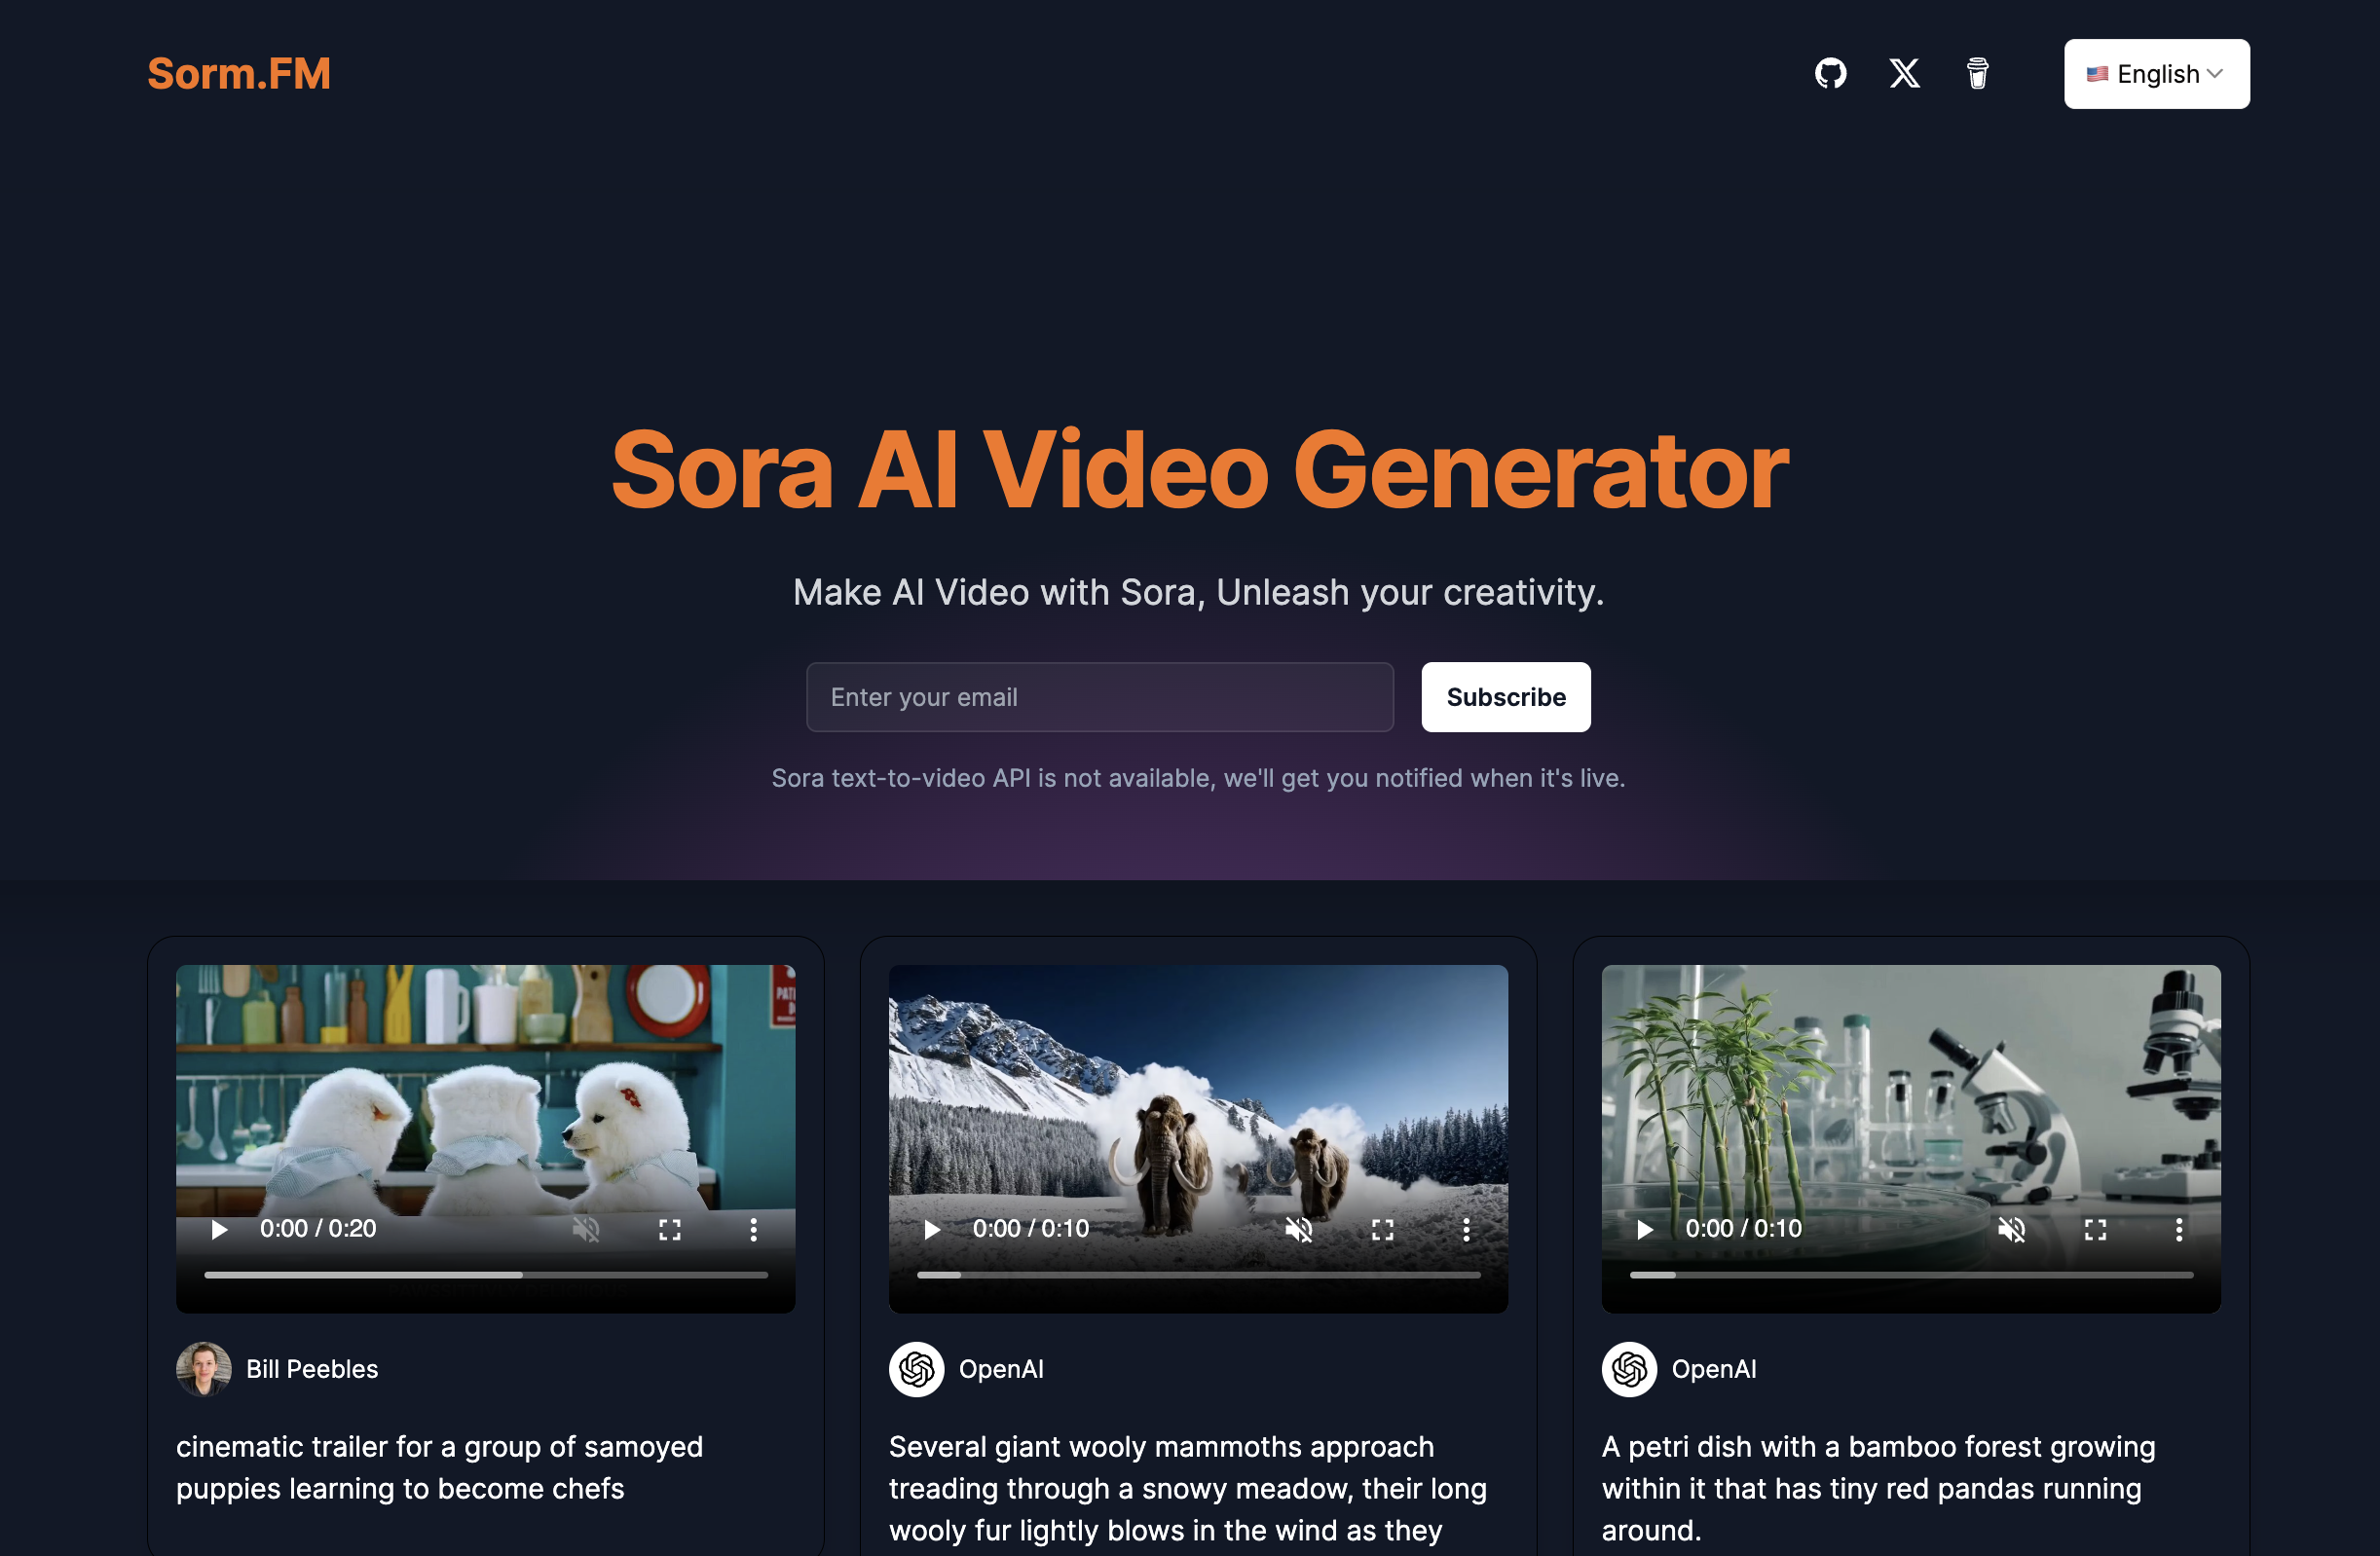 Sorm.FM
English
Sora AI Video Generator
Make AI Video with Sora, Unleash your creativity.
Enter your email
Subscribe
Sora text-to-video API is not available, we'll get you notified when it's live.
0:00 / 0:20
Bill Peebles
cinematic trailer for a group of samoyed
puppies learning to become chefs
0:00 / 0:10
OpenAI
Several giant wooly mammoths approach
treading through a snowy meadow, their long
wooly fur lightly blows in the wind as they
0:00 / 0:10
OpenAI
A petri dish with a bamboo forest growing
within it that has tiny red pandas running
around.